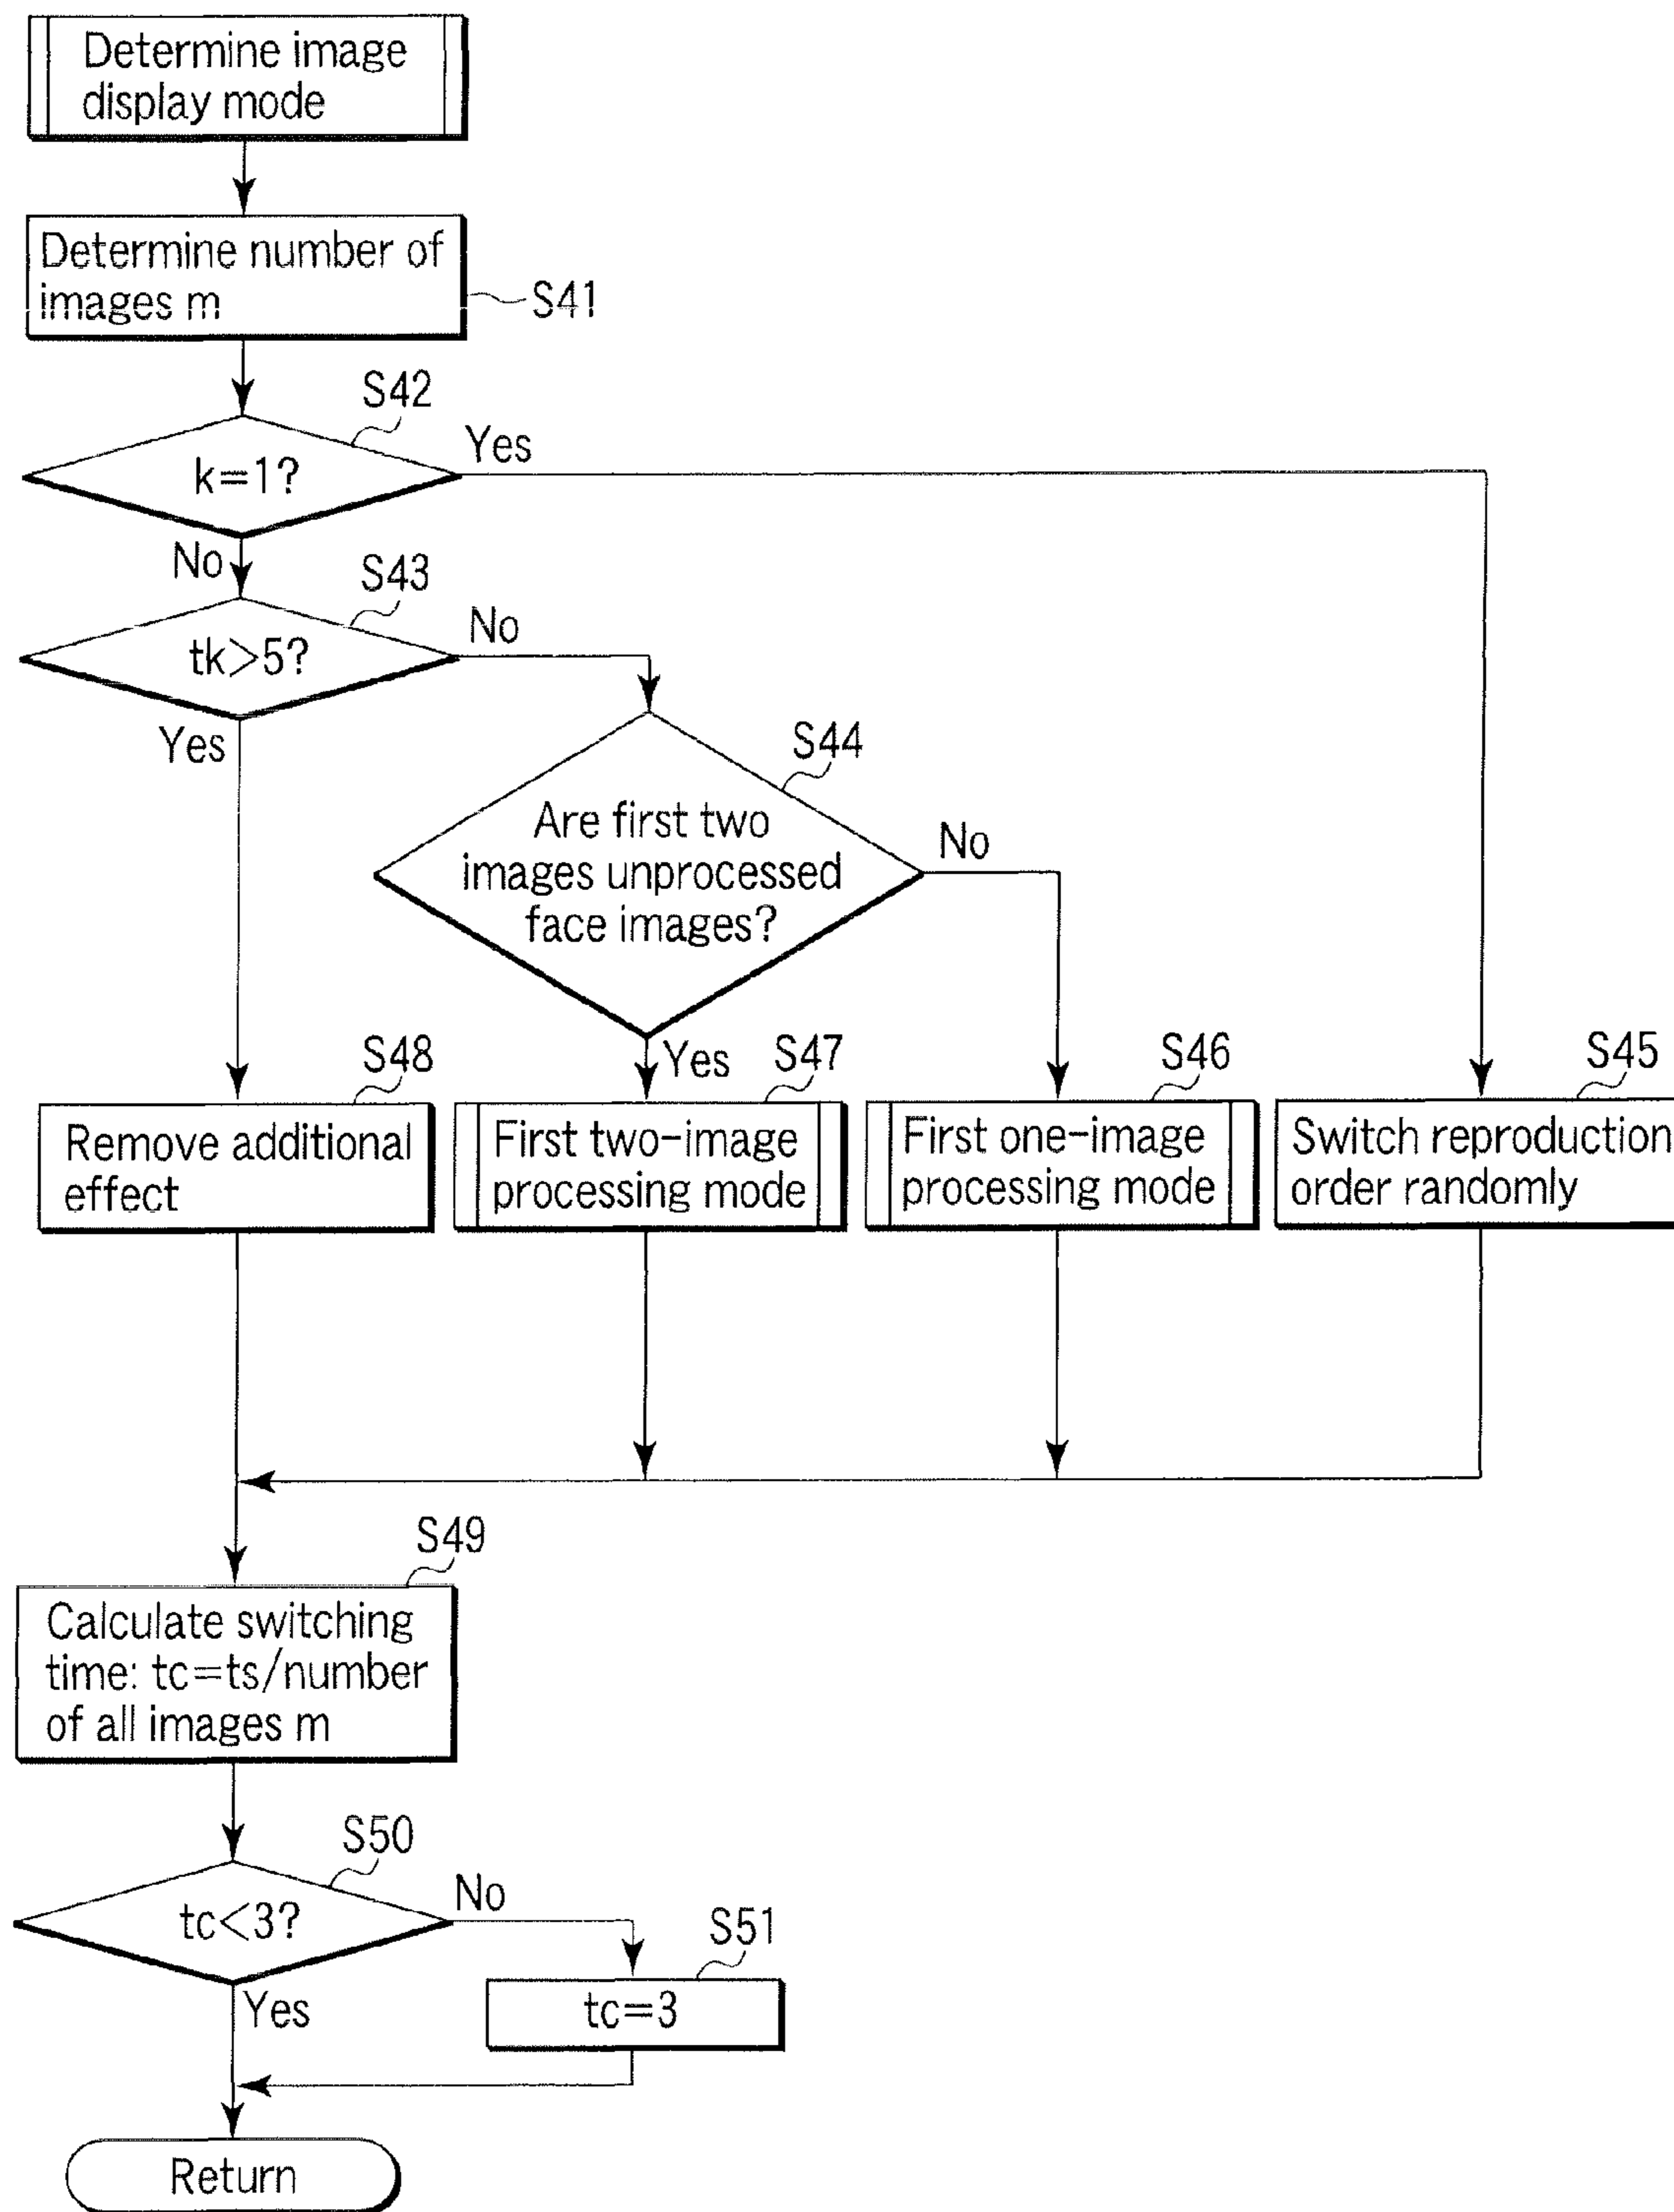 Determine image
display mode
Determine number of
images m
S41
S42
k=1?
Yes
No
S43
tk>5?
No
Yes
S44
Are first two
images unprocessed
face images?
No
Yes
S48
Remove additional
effect
S47
First two-image
processing mode
S46
First one-image
processing mode
S45
Switch reproduction
order randomly
S49
Calculate switching
time: tc=ts/number
of all images m
S50
tc<3?
No
Yes
S51
tc=3
Return